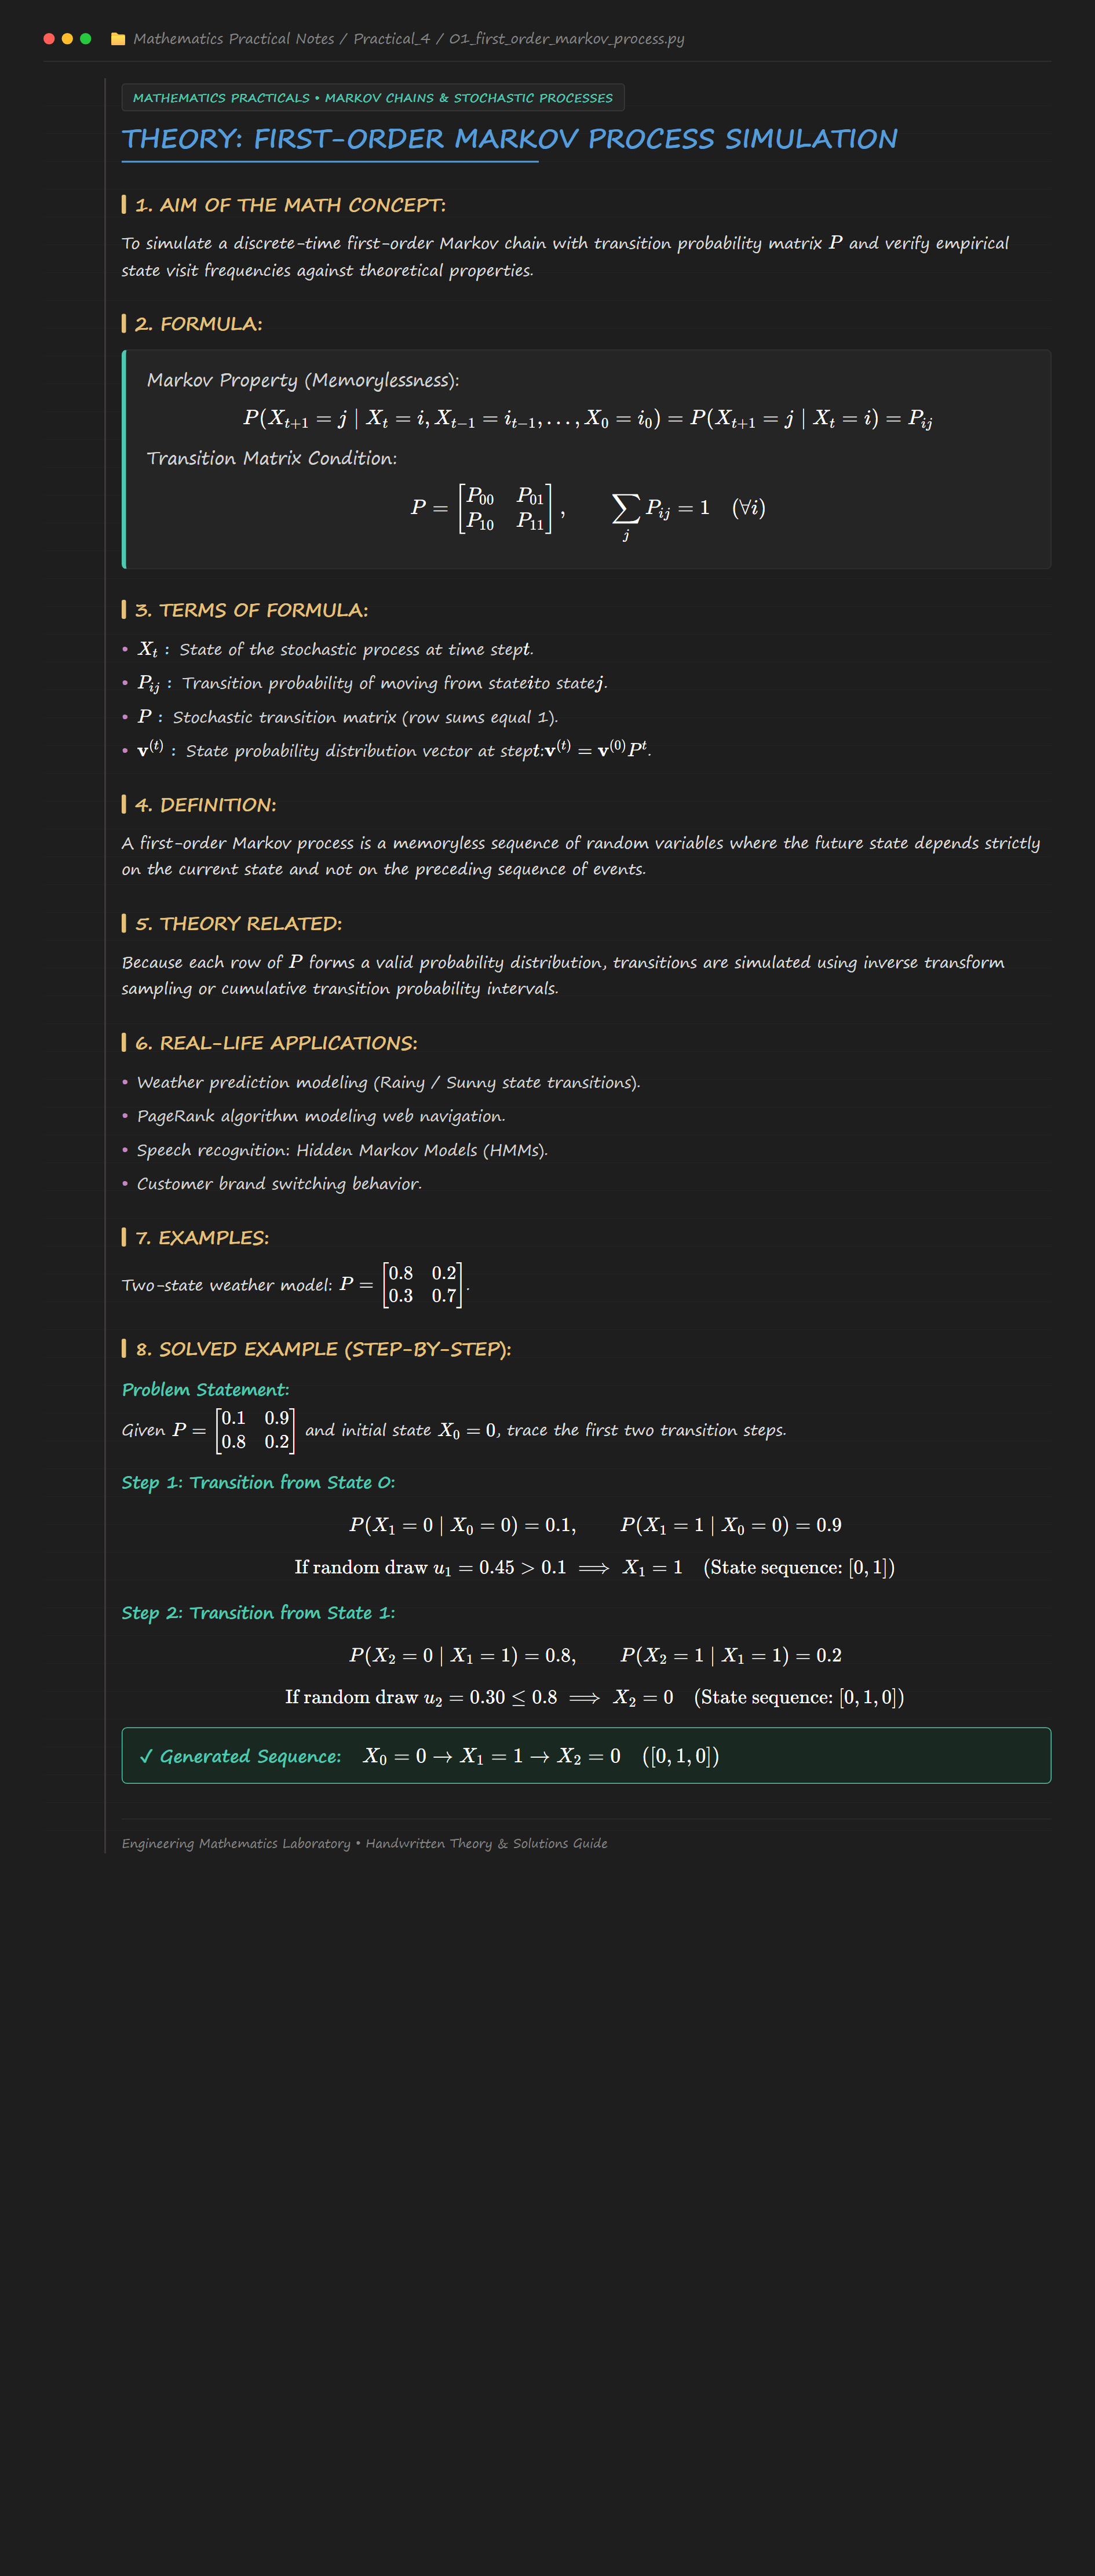 Mathematics Practical Notes / Practical_4 / 01_first_order_markov_process.py
MATHEMATICS PRACTICALS • MARKOV CHAINS & STOCHASTIC PROCESSES
THEORY: FIRST-ORDER MARKOV PROCESS SIMULATION
1. AIM OF THE MATH CONCEPT:
To simulate a discrete-time first-order Markov chain with transition probability matrix P and verify empirical
state visit frequencies against theoretical properties.
2. FORMULA:
Markov Property (Memorylessness):
P(X_{t+1} = j | X_t = i, X_{t−1} = i_{t−1}, . . . , X_0 = i_0) = P(X_{t+1} = j | X_t = i) = P_{ij}
Transition Matrix Condition:
P = [P_{00} P_{01}; P_{10} P_{11}], ∑_j P_{ij} = 1 (∀i)
3. TERMS OF FORMULA:
• X_t : State of the stochastic process at time stept.
• P_{ij} : Transition probability of moving from stateito statej.
• P : Stochastic transition matrix (row sums equal 1).
• v^{(t)} : State probability distribution vector at stept:v^{(t)} = v^{(0)}P^t.
4. DEFINITION:
A first-order Markov process is a memoryless sequence of random variables where the future state depends strictly
on the current state and not on the preceding sequence of events.
5. THEORY RELATED:
Because each row of P forms a valid probability distribution, transitions are simulated using inverse transform
sampling or cumulative transition probability intervals.
6. REAL-LIFE APPLICATIONS:
• Weather prediction modeling (Rainy / Sunny state transitions).
• PageRank algorithm modeling web navigation.
• Speech recognition: Hidden Markov Models (HMMs).
• Customer brand switching behavior.
7. EXAMPLES:
Two-state weather model: P = [0.8 0.2; 0.3 0.7].
8. SOLVED EXAMPLE (STEP-BY-STEP):
Problem Statement:
Given P = [0.1 0.9; 0.8 0.2] and initial state X_0 = 0, trace the first two transition steps.
Step 1: Transition from State 0:
P(X_1 = 0 | X_0 = 0) = 0.1, P(X_1 = 1 | X_0 = 0) = 0.9
If random draw u_1 = 0.45 > 0.1 ⟹ X_1 = 1 (State sequence: [0, 1])
Step 2: Transition from State 1:
P(X_2 = 0 | X_1 = 1) = 0.8, P(X_2 = 1 | X_1 = 1) = 0.2
If random draw u_2 = 0.30 ≤ 0.8 ⟹ X_2 = 0 (State sequence: [0, 1, 0])
✓ Generated Sequence: X_0 = 0 → X_1 = 1 → X_2 = 0 ([0, 1, 0])
Engineering Mathematics Laboratory • Handwritten Theory & Solutions Guide